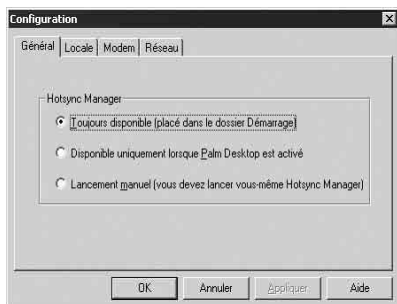 Configuration
Général Locale Modem Réseau
Hotsync Manager
Toujours disponible (placé dans le dossier Démarrage)
Disponible uniquement lorsque Palm Desktop est activé
Lancement manuel (vous devez lancer vous-même Hotsync Manager)
OK Annuler Appliquer Aide